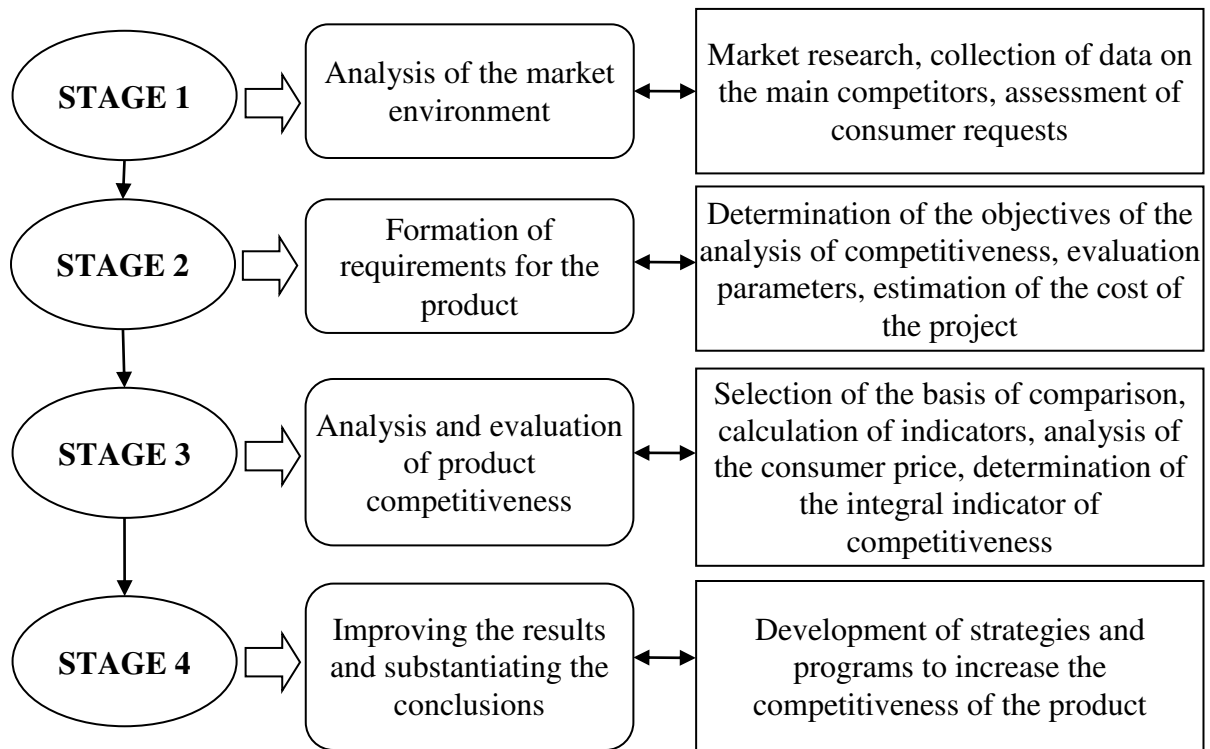 STAGE 1
Analysis of the market
environment
Market research, collection of data on
the main competitors, assessment of
consumer requests
STAGE 2
Formation of
requirements for the
product
Determination of the objectives of the
analysis of competitiveness, evaluation
parameters, estimation of the cost of
the project
STAGE 3
Analysis and evaluation
of product
competitiveness
Selection of the basis of comparison,
calculation of indicators, analysis of
the consumer price, determination of
the integral indicator of
competitiveness
STAGE 4
Improving the results
and substantiating the
conclusions
Development of strategies and
programs to increase the
competitiveness of the product